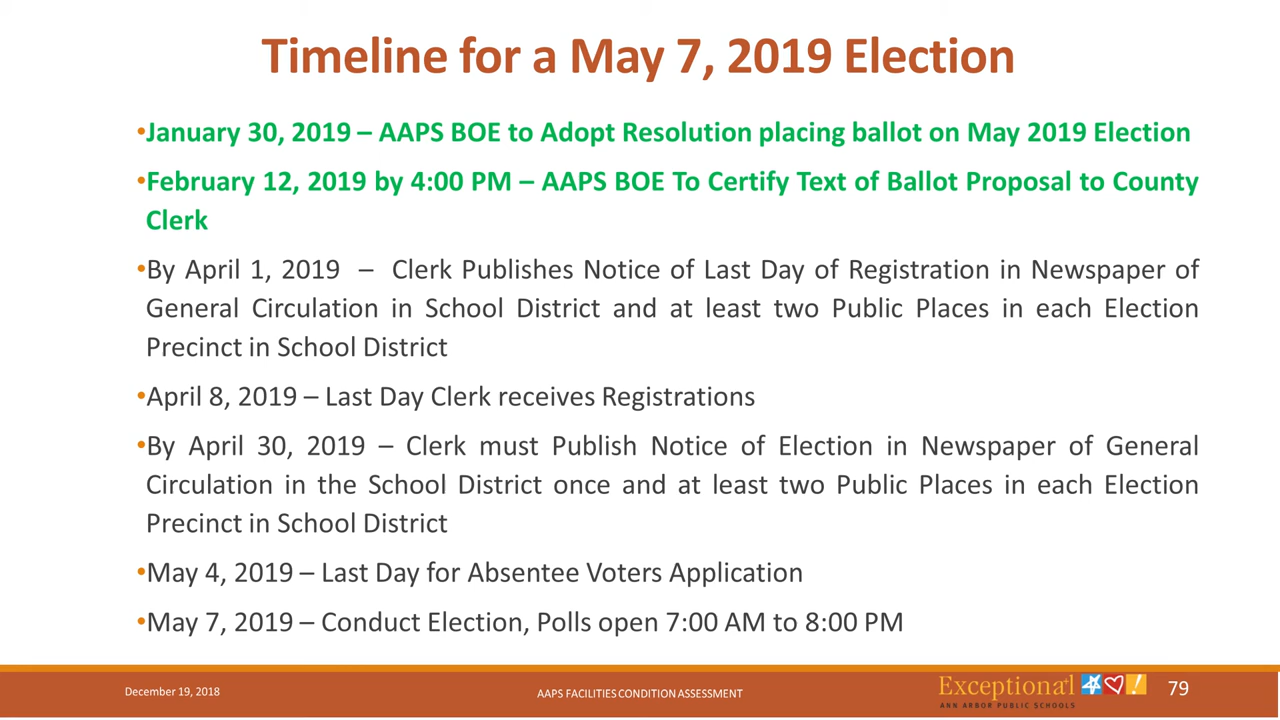 Timeline for a May 7, 2019 Election
•January 30, 2019 – AAPS BOE to Adopt Resolution placing ballot on May 2019 Election
•February 12, 2019 by 4:00 PM – AAPS BOE To Certify Text of Ballot Proposal to County
Clerk
•By April 1, 2019 – Clerk Publishes Notice of Last Day of Registration in Newspaper of
General Circulation in School District and at least two Public Places in each Election
Precinct in School District
•April 8, 2019 – Last Day Clerk receives Registrations
•By April 30, 2019 – Clerk must Publish Notice of Election in Newspaper of General
Circulation in the School District once and at least two Public Places in each Election
Precinct in School District
•May 4, 2019 – Last Day for Absentee Voters Application
•May 7, 2019 – Conduct Election, Polls open 7:00 AM to 8:00 PM
December 19, 2018
AAPS FACILITIES CONDITION ASSESSMENT
Exceptional
ANN ARBOR PUBLIC SCHOOLS
79